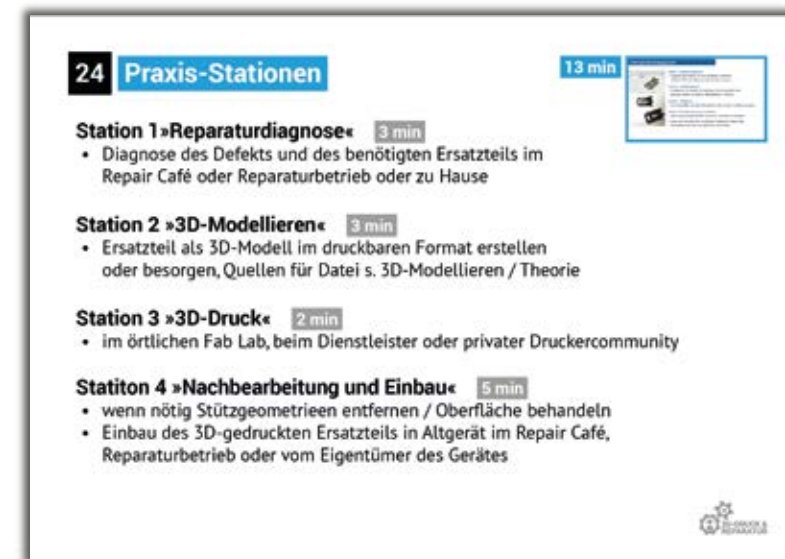 24 Praxis-Stationen
13 min
Station 1 »Reparaturdiagnose« 3 min
• Diagnose des Defekts und des benötigten Ersatzteils im
Repair Café oder Reparaturbetrieb oder zu Hause
Station 2 »3D-Modellieren« 3 min
• Ersatzteil als 3D-Modell im druckbaren Format erstellen
oder besorgen, Quellen für Datei s. 3D-Modellieren / Theorie
Station 3 »3D-Druck« 2 min
• im örtlichen Fab Lab, beim Dienstleister oder privater Druckercommunity
Statiton 4 »Nachbearbeitung und Einbau« 5 min
• wenn nötig Stützgeometrieen entfernen / Oberfläche behandeln
• Einbau des 3D-gedruckten Ersatzteils in Altgerät im Repair Café,
Reparaturbetrieb oder vom Eigentümer des Gerätes
3D-DRUCK &
REPARATUR